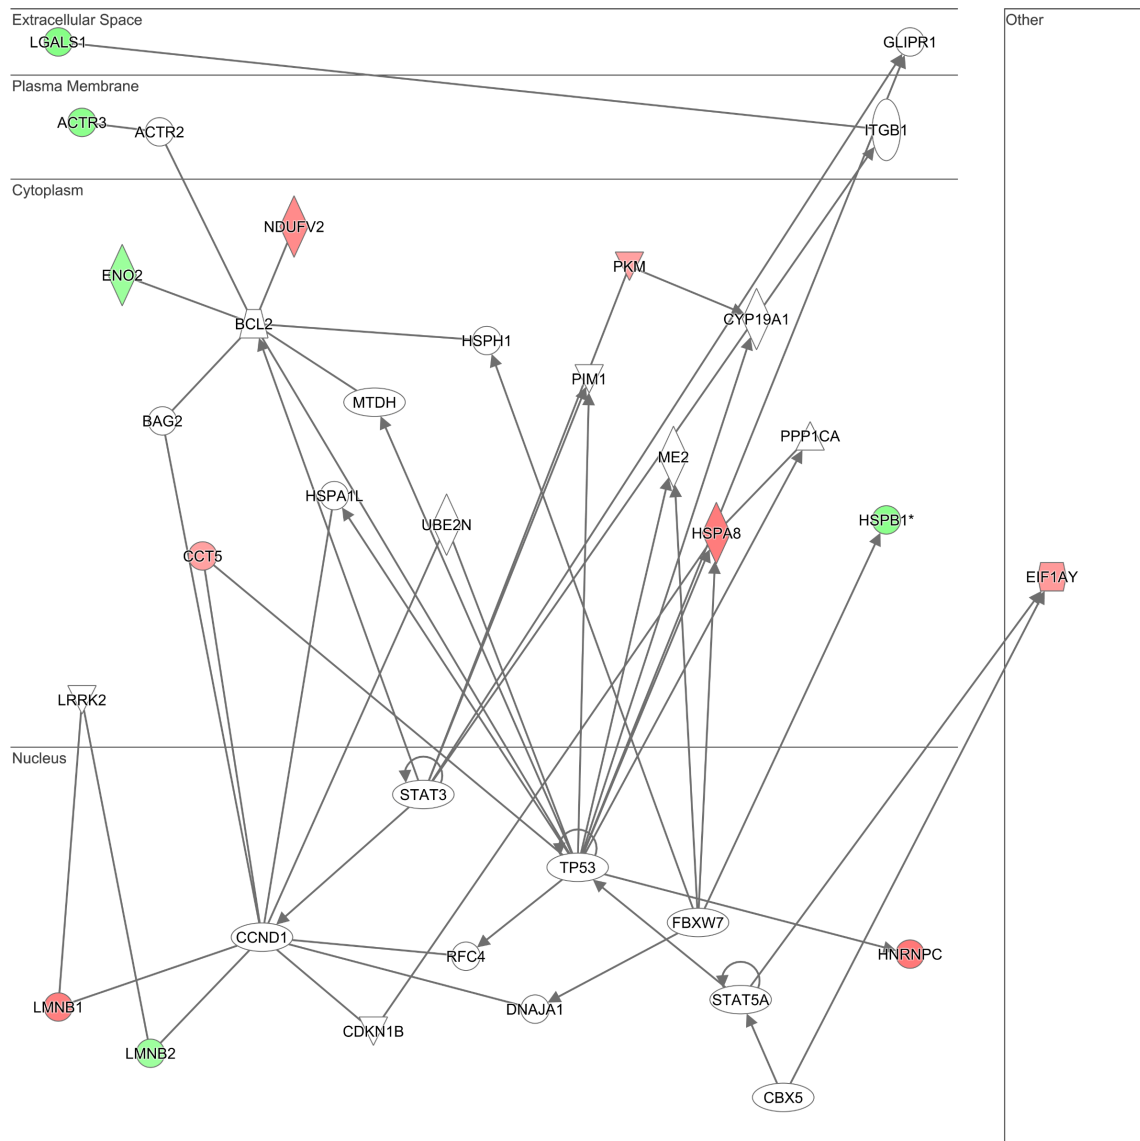 Extracellular Space
Other
LGALS1
GLIPR1
Plasma Membrane
ACTR3
ACTR2
ITGB1
Cytoplasm
NDUFV2
PKM
ENO2
CYP19A1
BCL2
HSPH1
PIM1
MTDH
BAG2
PPP1CA
ME2
HSPA1L
UBE2N
HSPB1*
HSPA8
CCT5
EIF1AY
LRRK2
Nucleus
STAT3
TP53
FBXW7
CCND1
RFC4
HNRNPC
STAT5A
LMNB1
DNAJA1
CDKN1B
LMNB2
CBX5